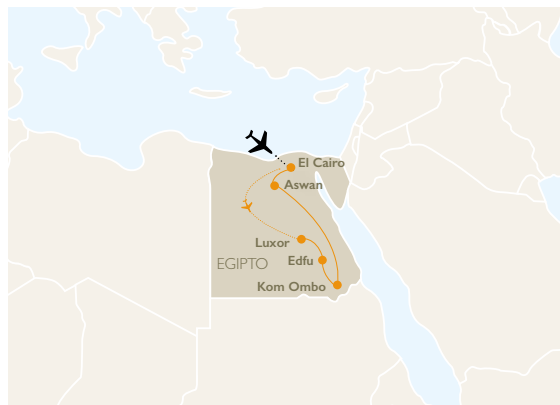 El Cairo
Aswan
Luxor
Edfu
EGIPTO
Kom Ombo